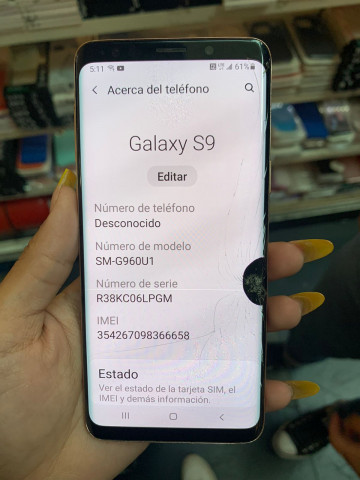 5:11 61%
Acerca del teléfono
Galaxy S9
Editar
Número de teléfono
Desconocido
Número de modelo
SM-G960U1
Número de serie
R38KC06LPGM
IMEI
354267098366658
Estado
Ver el estado de la tarjeta SIM, el
IMEI y demás información.